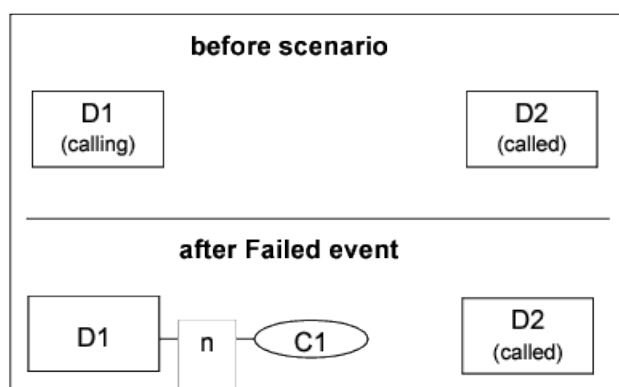 before scenario
D1
(calling)
D2
(called)
after Failed event
D1
n
C1
D2
(called)